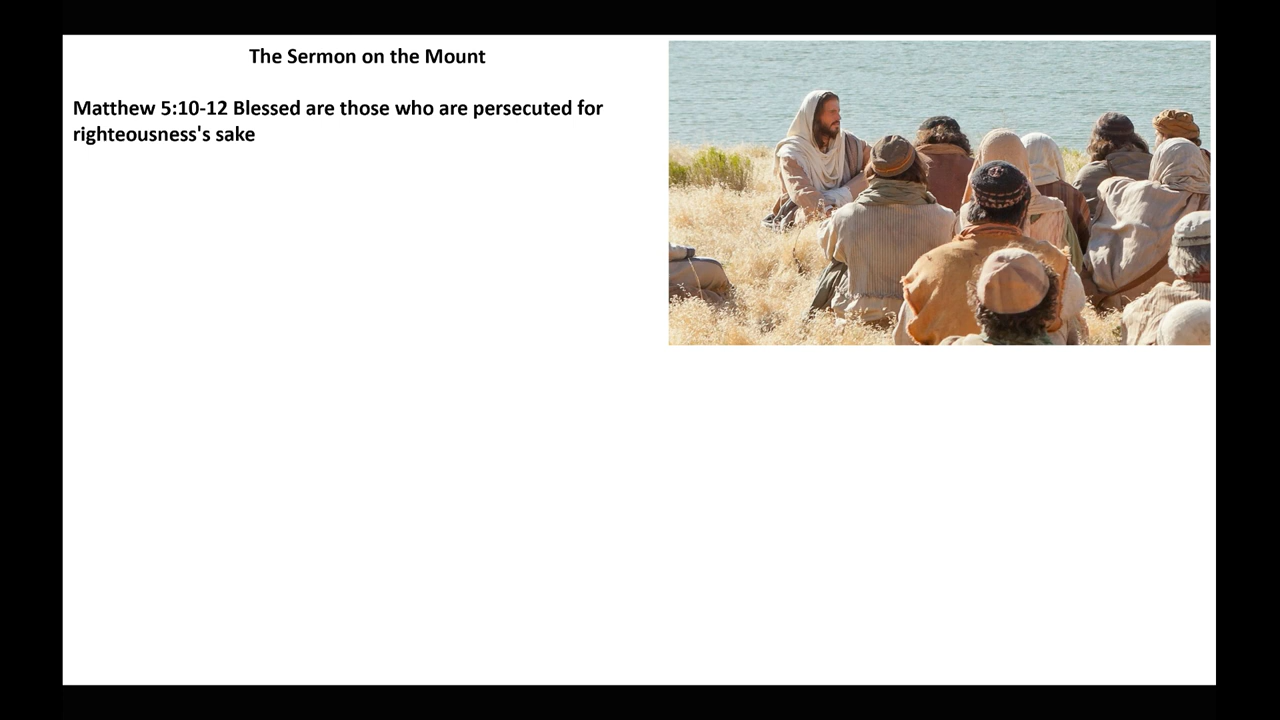 The Sermon on the Mount
Matthew 5:10-12 Blessed are those who are persecuted for
righteousness's sake